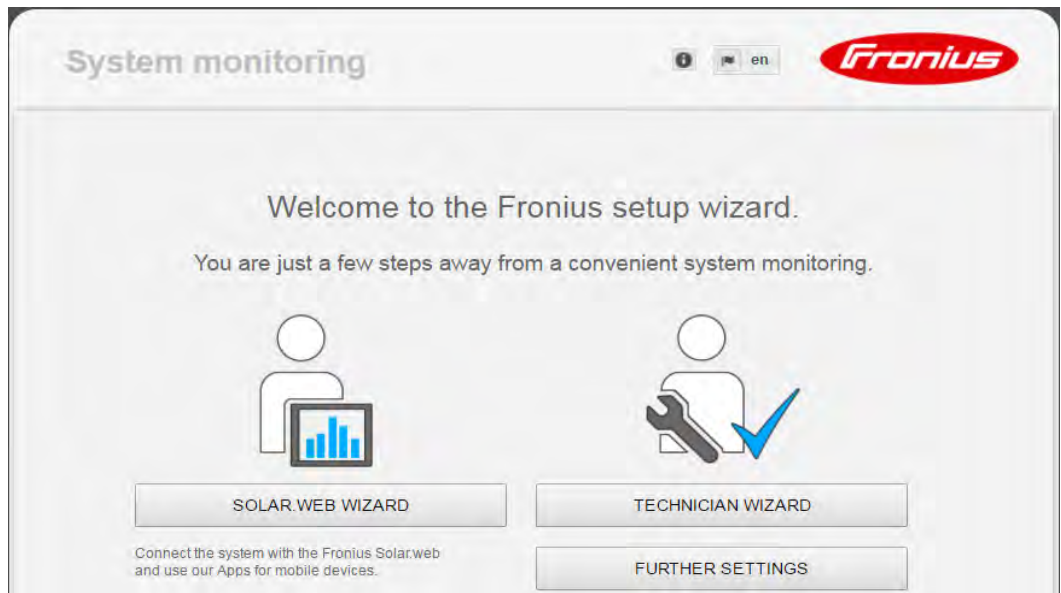 System monitoring
en
Fronius
Welcome to the Fronius setup wizard.
You are just a few steps away from a convenient system monitoring.
SOLAR.WEB WIZARD
TECHNICIAN WIZARD
Connect the system with the Fronius Solar.web
and use our Apps for mobile devices.
FURTHER SETTINGS